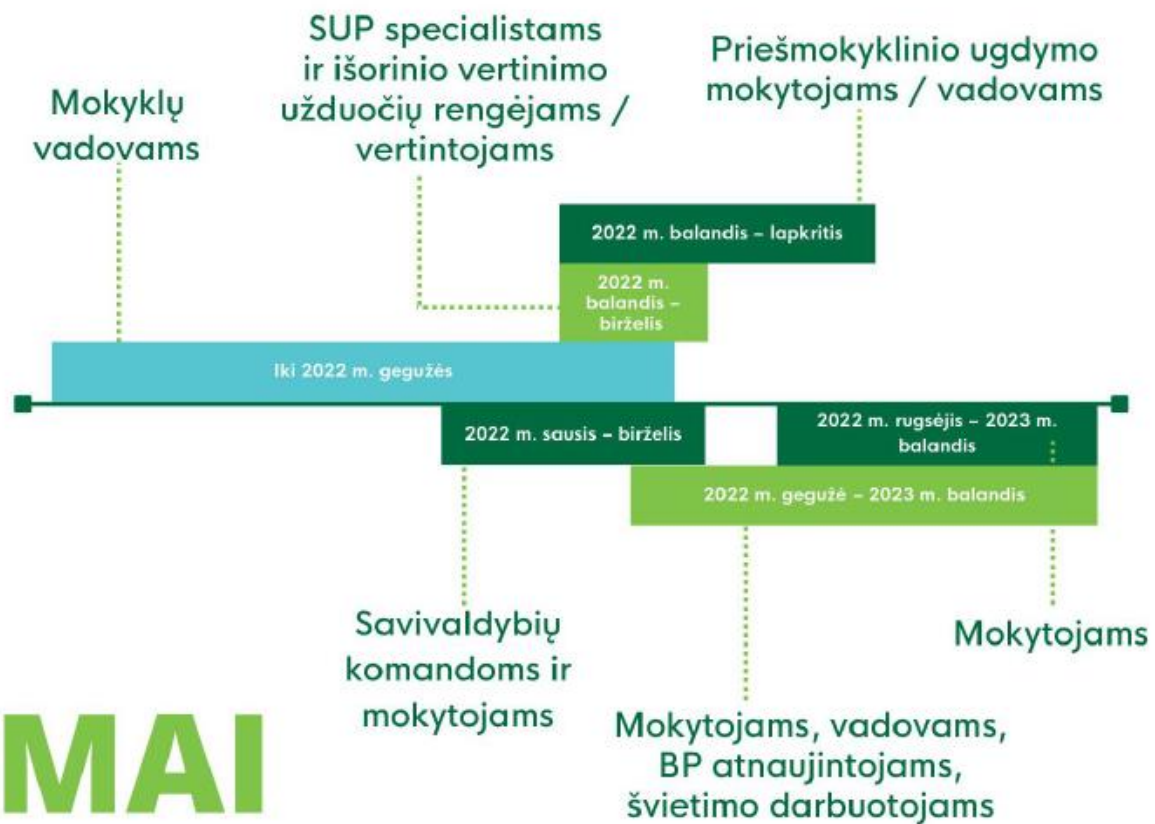 SUP specialistams
ir išorinio vertinimo
užduočių rengėjams /
vertintojams
Priešmokyklinio ugdymo
mokytojams / vadovams
Mokyklų
vadovams
2022 m. balandis – lapkritis
2022 m.
balandis –
birželis
Iki 2022 m. gegužės
2022 m. sausis – birželis
2022 m. rugsėjis – 2023 m.
balandis
2022 m. gegužė – 2023 m. balandis
Savivaldybių
komandoms ir
mokytojams
Mokytojams
Mokytojams, vadovams,
BP atnaujintojams,
švietimo darbuotojams
MAI